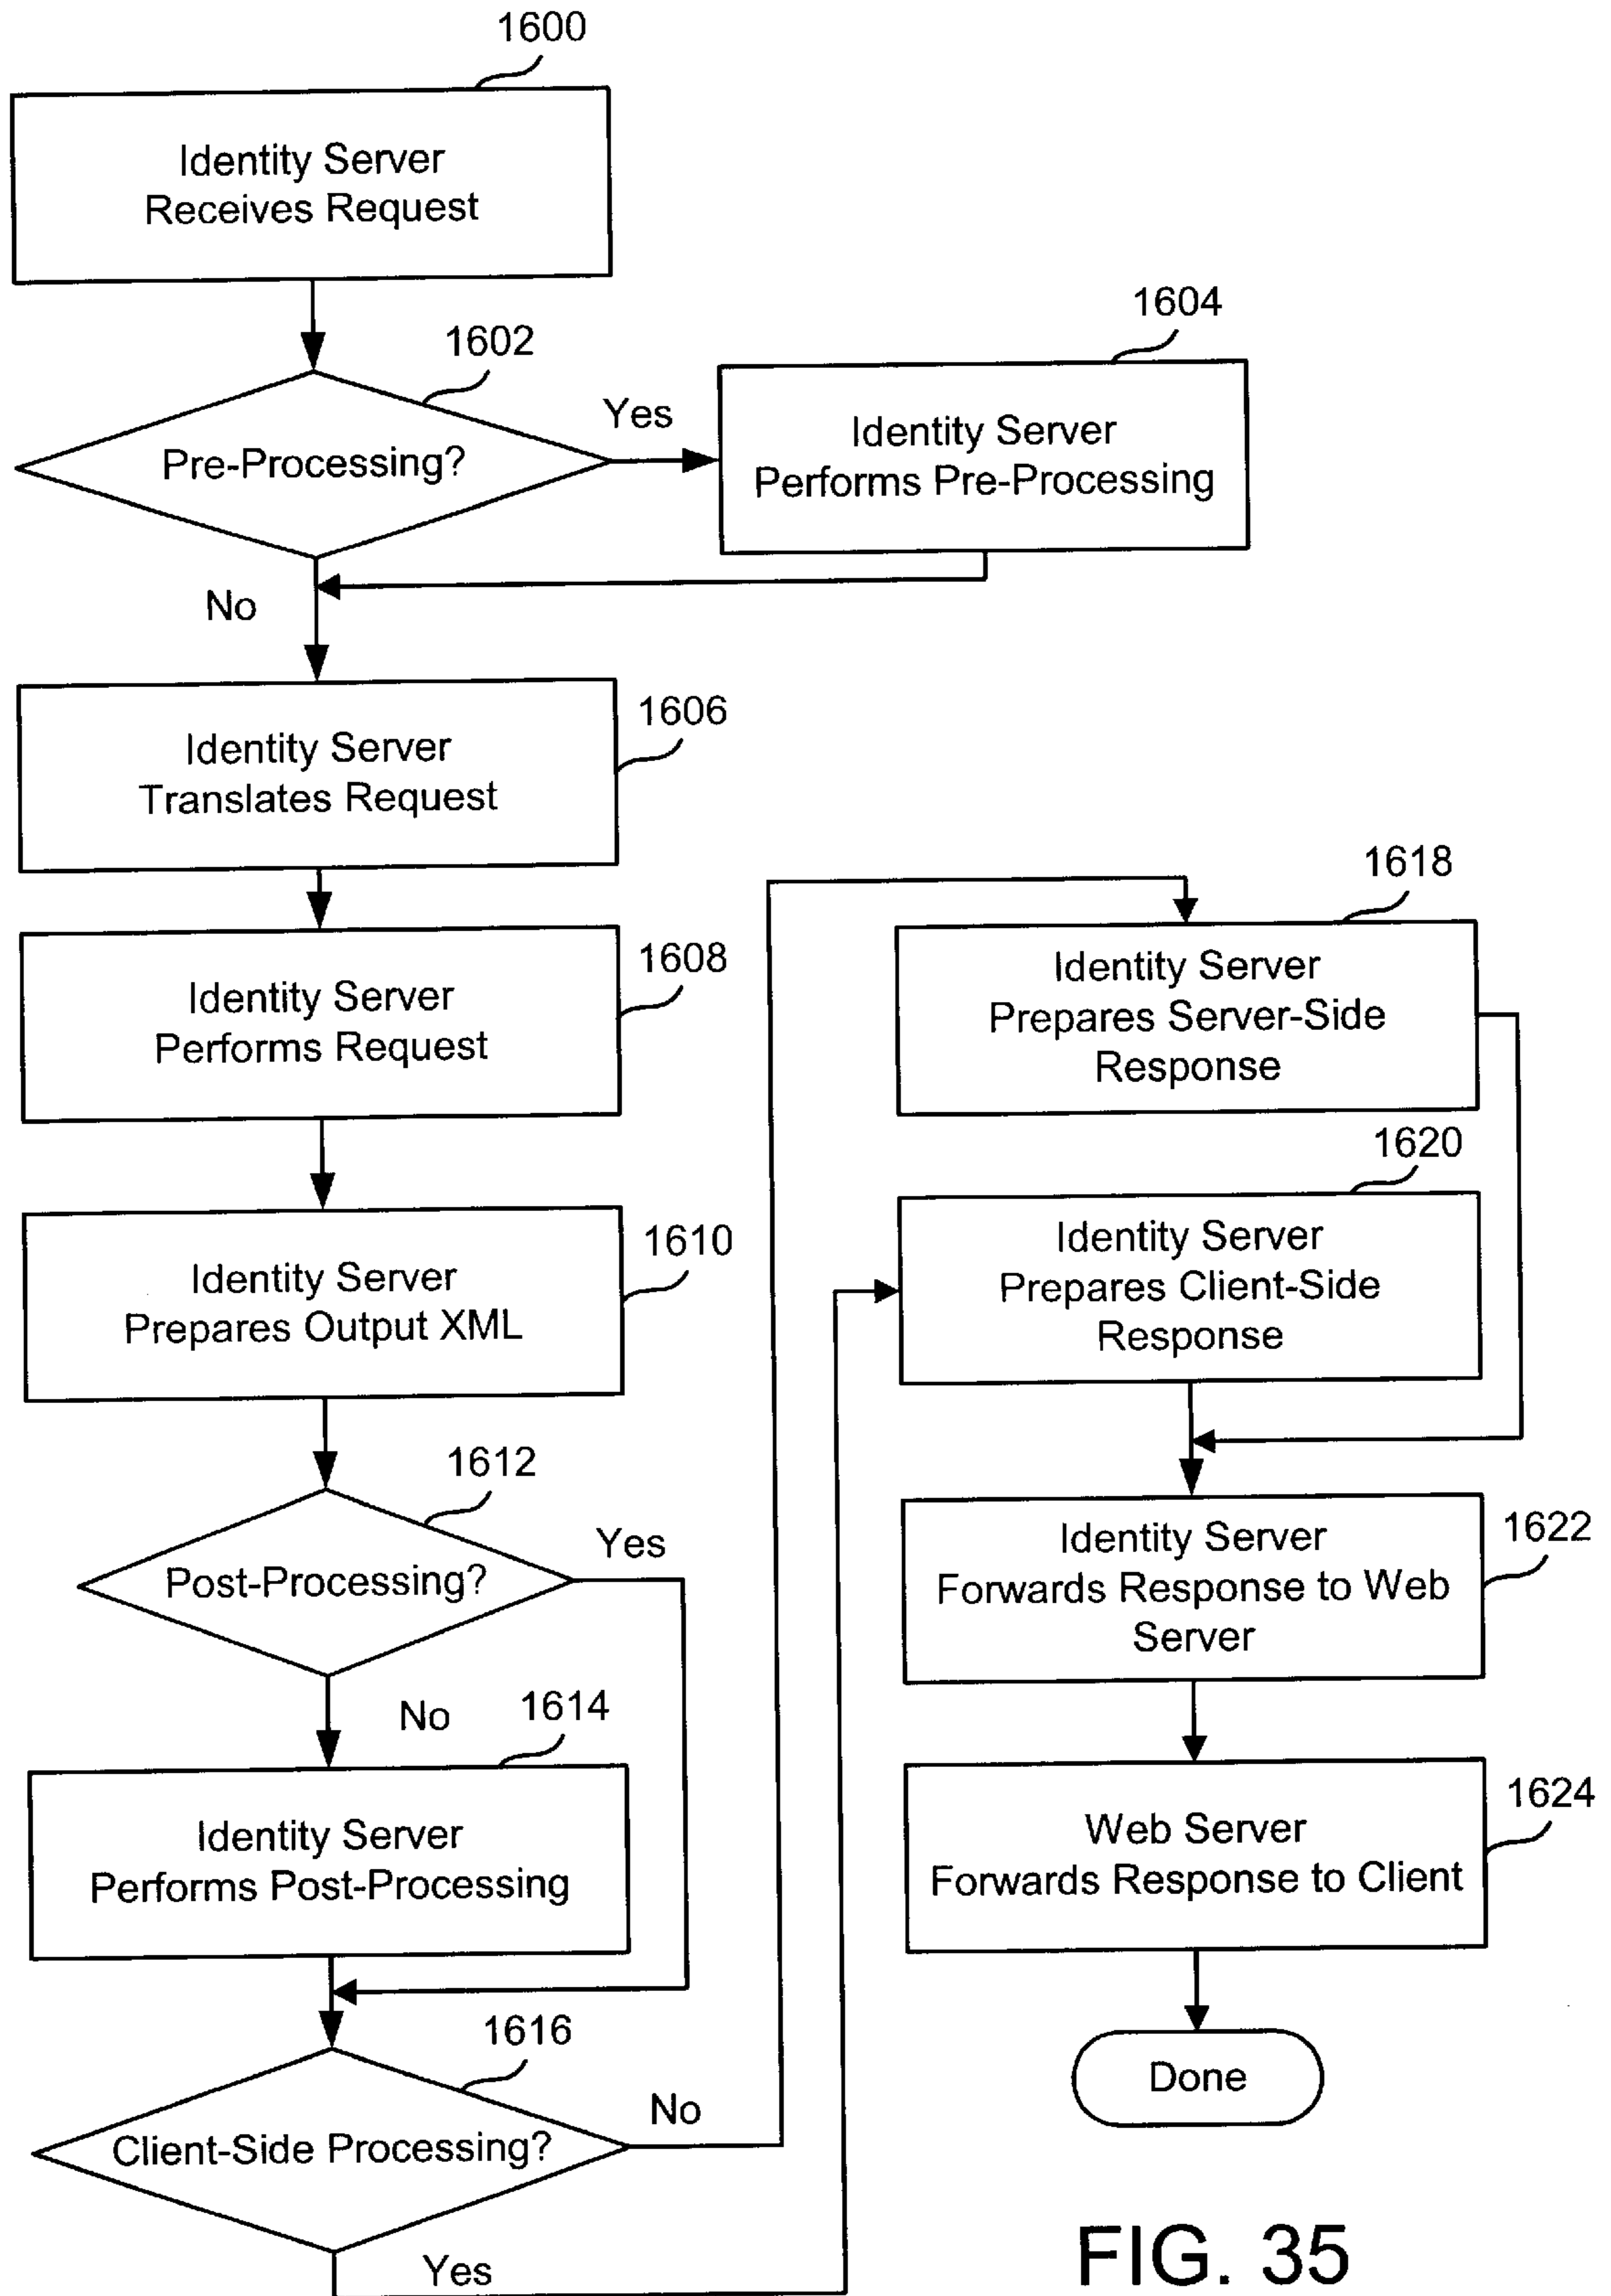 1600
Identity Server
Receives Request
1602
Pre-Processing?
Yes
1604
Identity Server
Performs Pre-Processing
No
1606
Identity Server
Translates Request
1608
Identity Server
Performs Request
1610
Identity Server
Prepares Output XML
1612
Post-Processing?
Yes
No
1614
Identity Server
Performs Post-Processing
1616
Client-Side Processing?
No
Yes
1618
Identity Server
Prepares Server-Side
Response
1620
Identity Server
Prepares Client-Side
Response
1622
Identity Server
Forwards Response to Web
Server
1624
Web Server
Forwards Response to Client
Done
FIG. 35